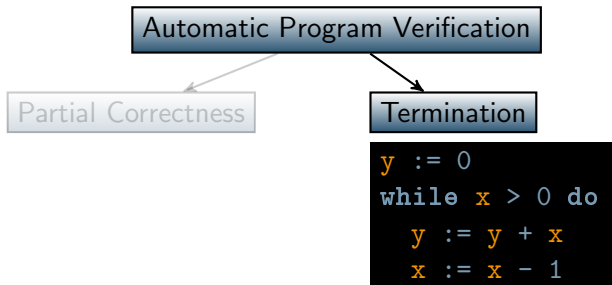 Automatic Program Verification
Partial Correctness
Termination
y := 0
while x > 0 do
  y := y + x
  x := x - 1